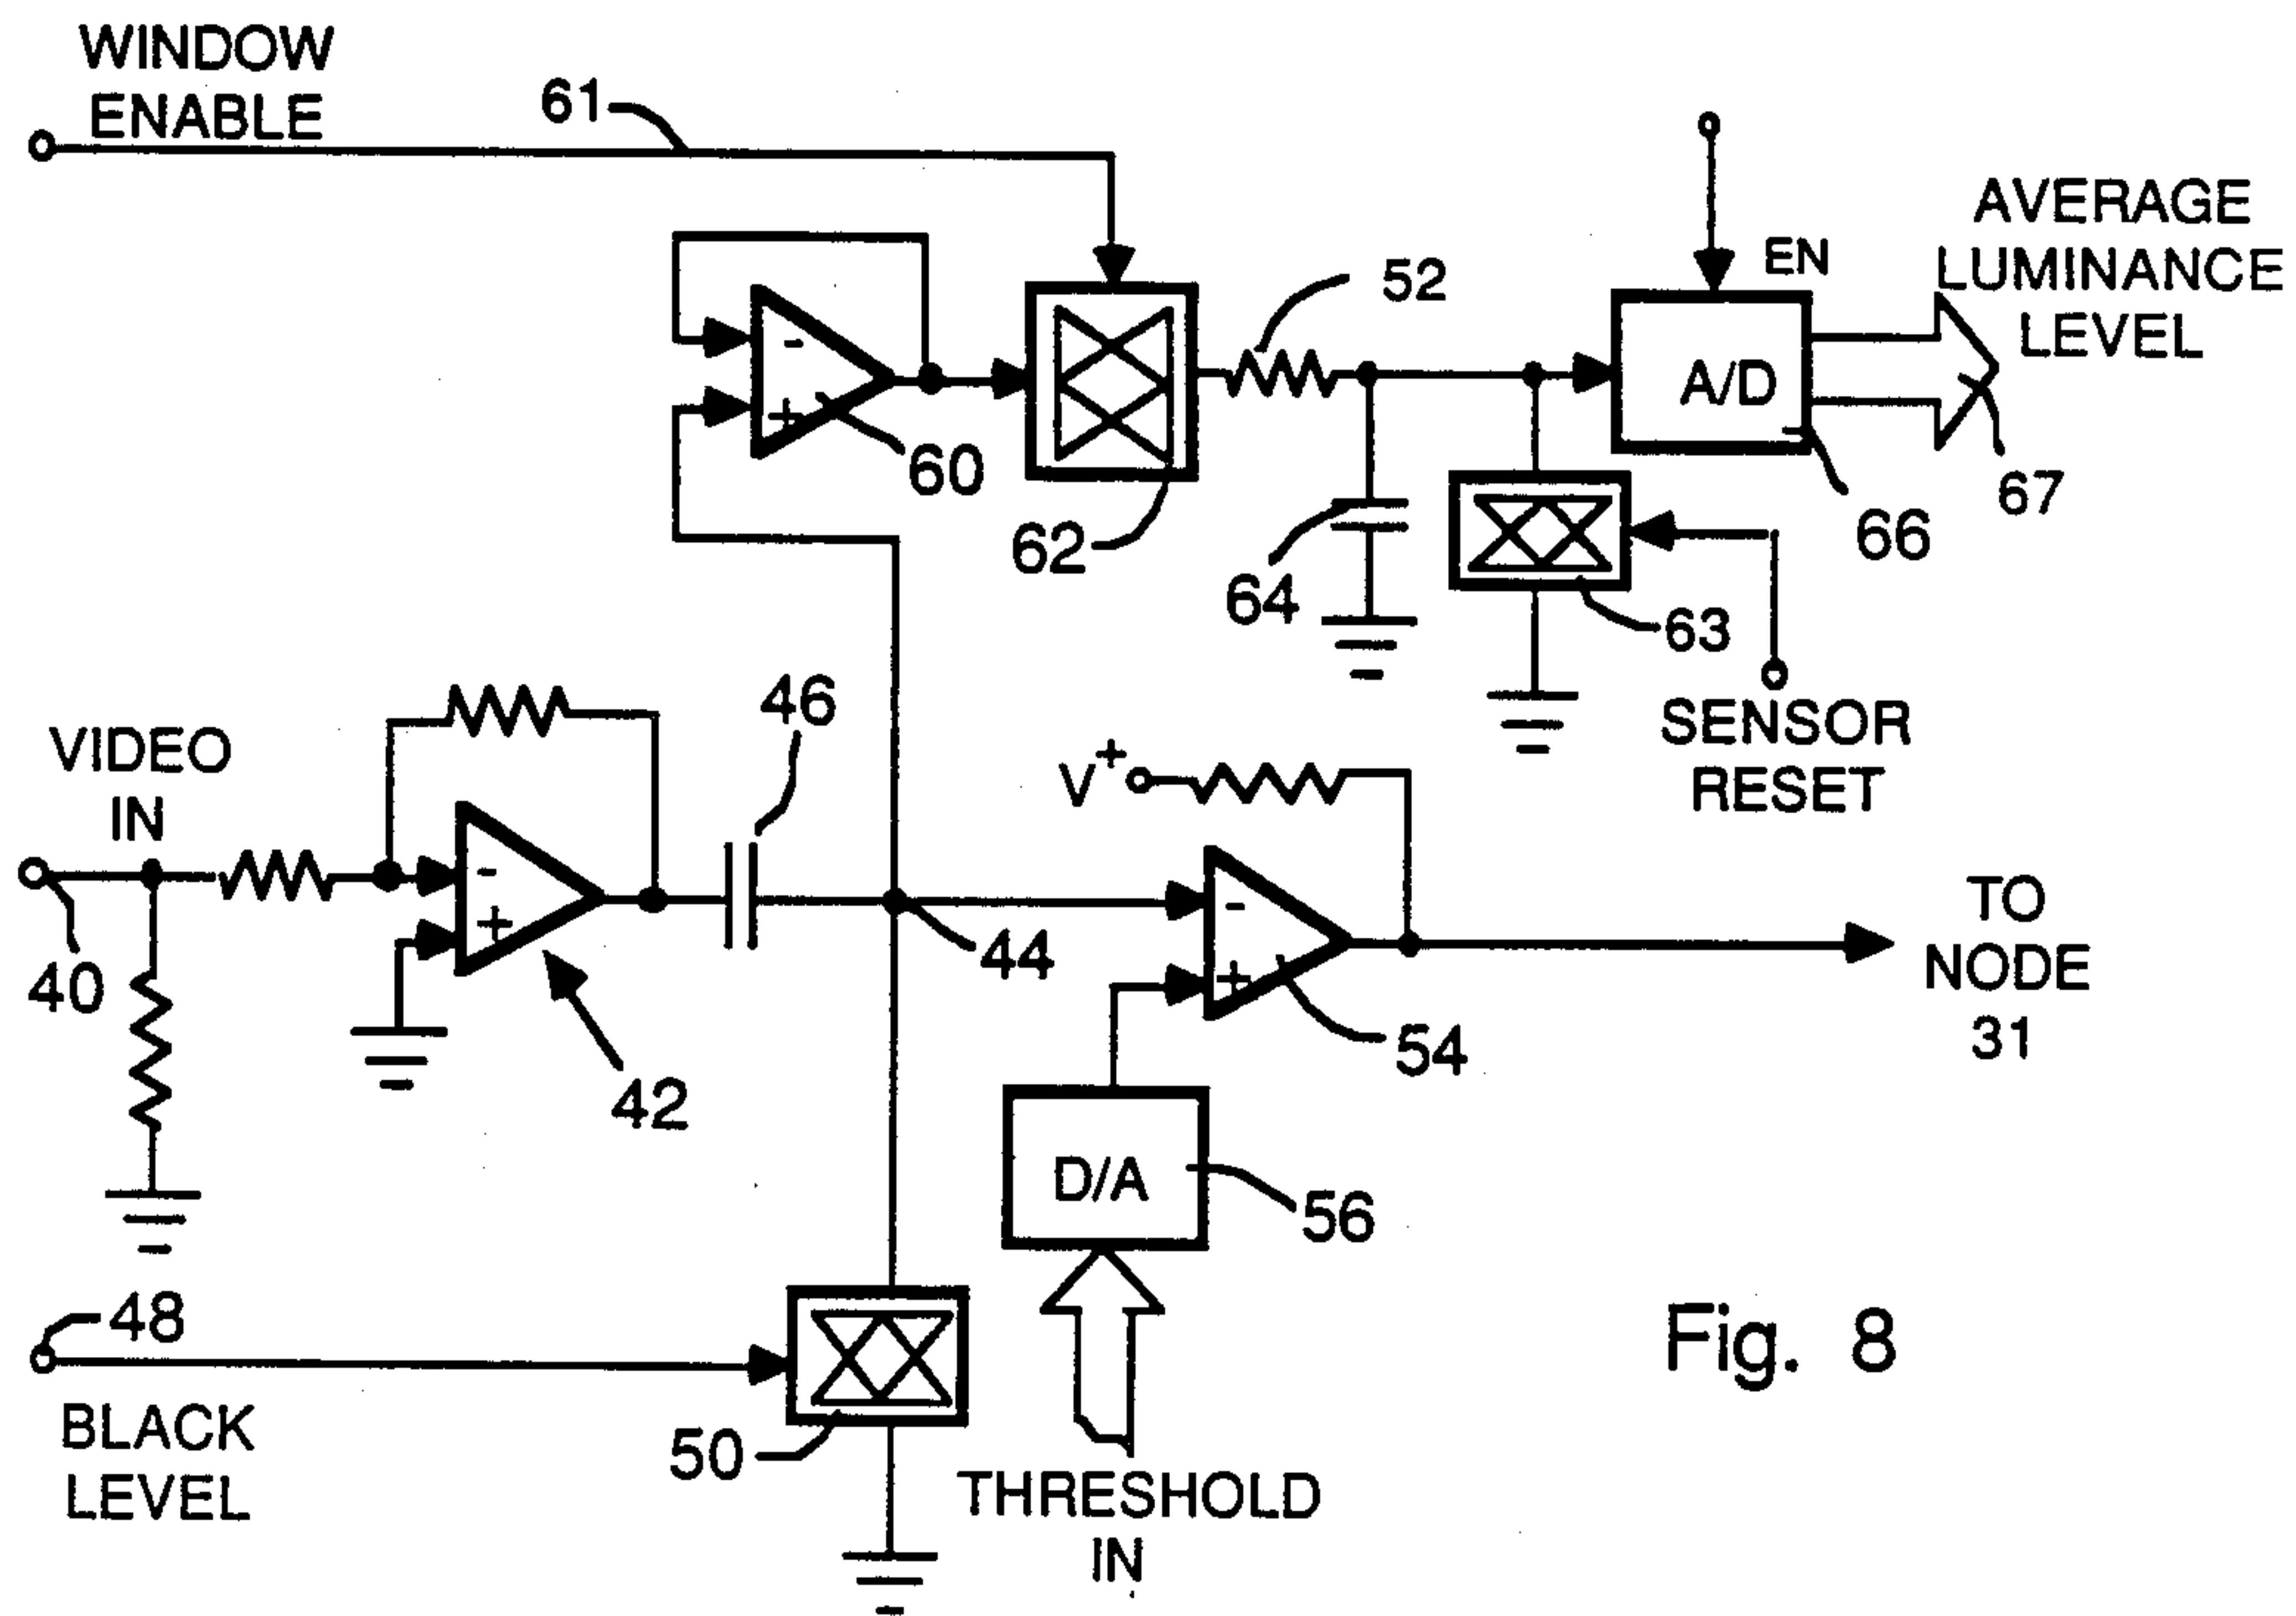 WINDOW
ENABLE
61
52
EN
AVERAGE
LUMINANCE
LEVEL
-
+
60
A/D
62
64
63
66
67
SENSOR
RESET
VIDEO
IN
46
V+
-
+
40
42
44
-
+
54
TO
NODE
31
D/A
56
48
BLACK
LEVEL
50
THRESHOLD
IN
Fig. 8